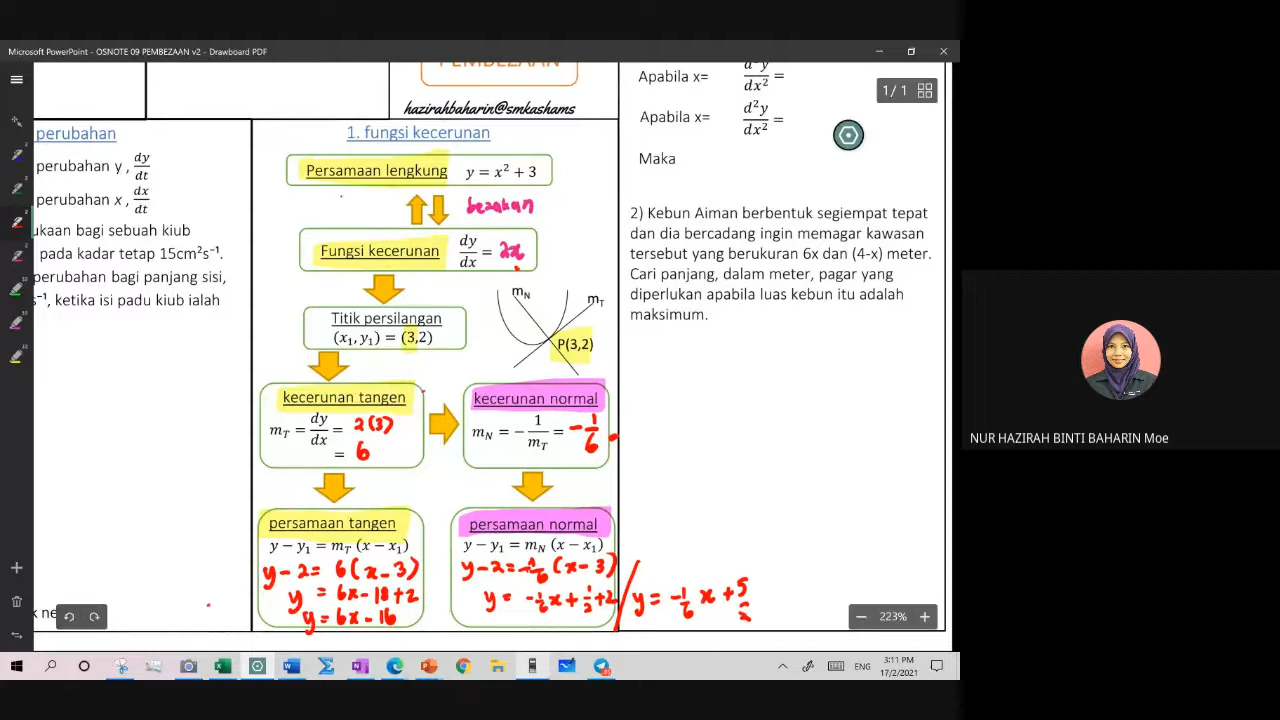 Microsoft PowerPoint - OSNOTE 09 PEMBEZAAN v2 - Drawboard PDF
PEMBEZAAN
hazirahbaharin@smkashams
1 / 1
perubahan
perubahan y , dy/dt
perubahan x , dx/dt
ukaan bagi sebuah kiub
pada kadar tetap 15cm²s⁻¹.
perubahan bagi panjang sisi,
s⁻¹, ketika isi padu kiub ialah
1. fungsi kecerunan
Persamaan lengkung y = x² + 3
bezakan
Fungsi kecerunan dy/dx = 2x
Titik persilangan
(x₁, y₁) = (3,2)
m_N
m_T
P(3,2)
kecerunan tangen
m_T = dy/dx = 2(3)
= 6
kecerunan normal
m_N = − 1/m_T = -1/6
persamaan tangen
y − y₁ = m_T (x − x₁)
y - 2 = 6(x - 3)
y = 6x - 18 + 2
y = 6x - 16
persamaan normal
y − y₁ = m_N (x − x₁)
y - 2 = -1/6 (x - 3)
y = -1/6 x + 1/2 + 2
y = -1/6 x + 5/2
Apabila x= d²y/dx² =
Apabila x= d²y/dx² =
Maka
2) Kebun Aiman berbentuk segiempat tepat
dan dia bercadang ingin memagar kawasan
tersebut yang berukuran 6x dan (4-x) meter.
Cari panjang, dalam meter, pagar yang
diperlukan apabila luas kebun itu adalah
maksimum.
223%
NUR HAZIRAH BINTI BAHARIN Moe
ENG
3:11 PM
17/2/2021